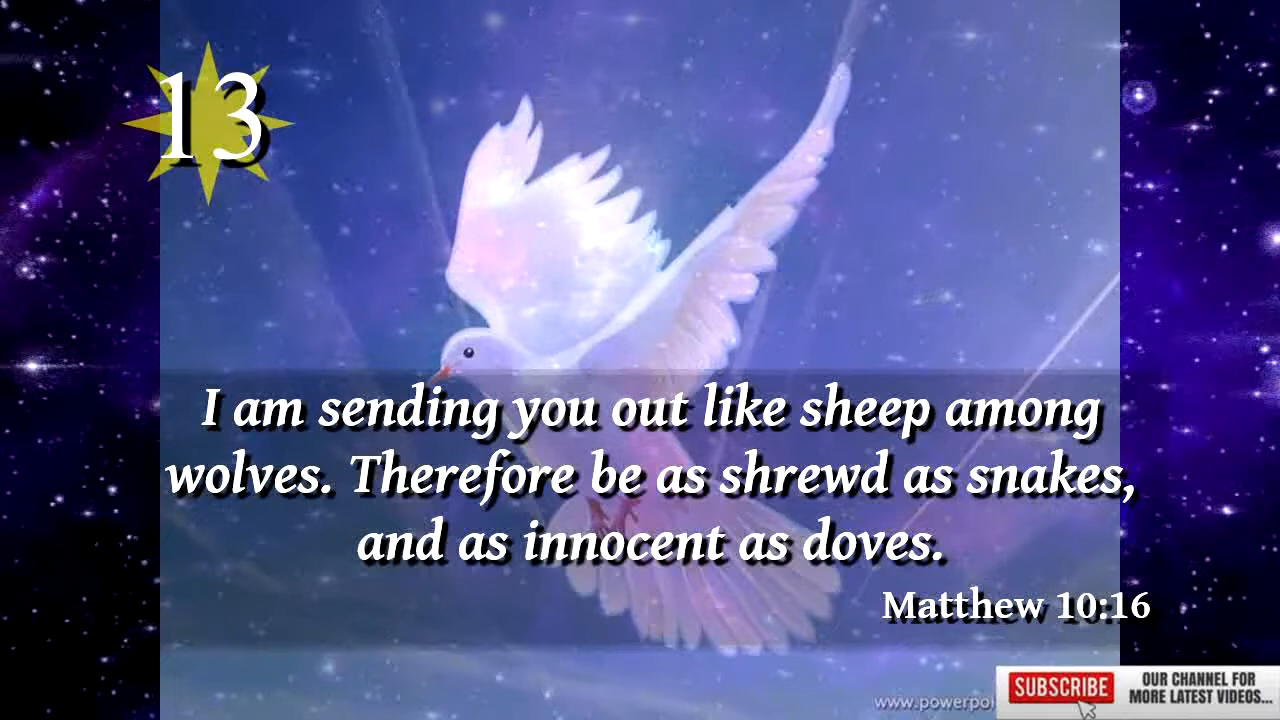 13
I am sending you out like sheep among
wolves. Therefore be as shrewd as snakes,
and as innocent as doves.
Matthew 10:16
SUBSCRIBE
OUR CHANNEL FOR
MORE LATEST VIDEOS...